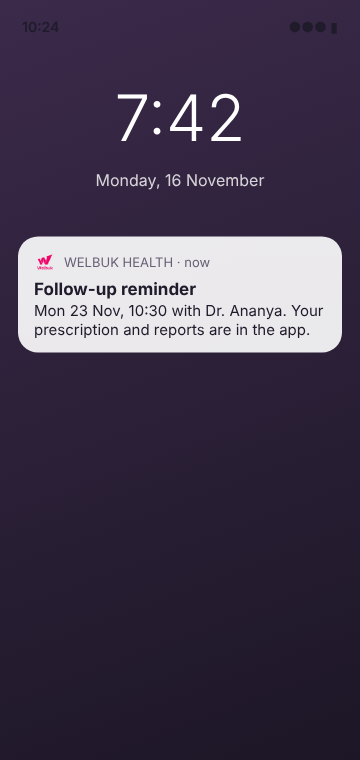 10:24
7:42
Monday, 16 November
Welbuk
WELBUK HEALTH · now
Follow-up reminder
Mon 23 Nov, 10:30 with Dr. Ananya. Your
prescription and reports are in the app.